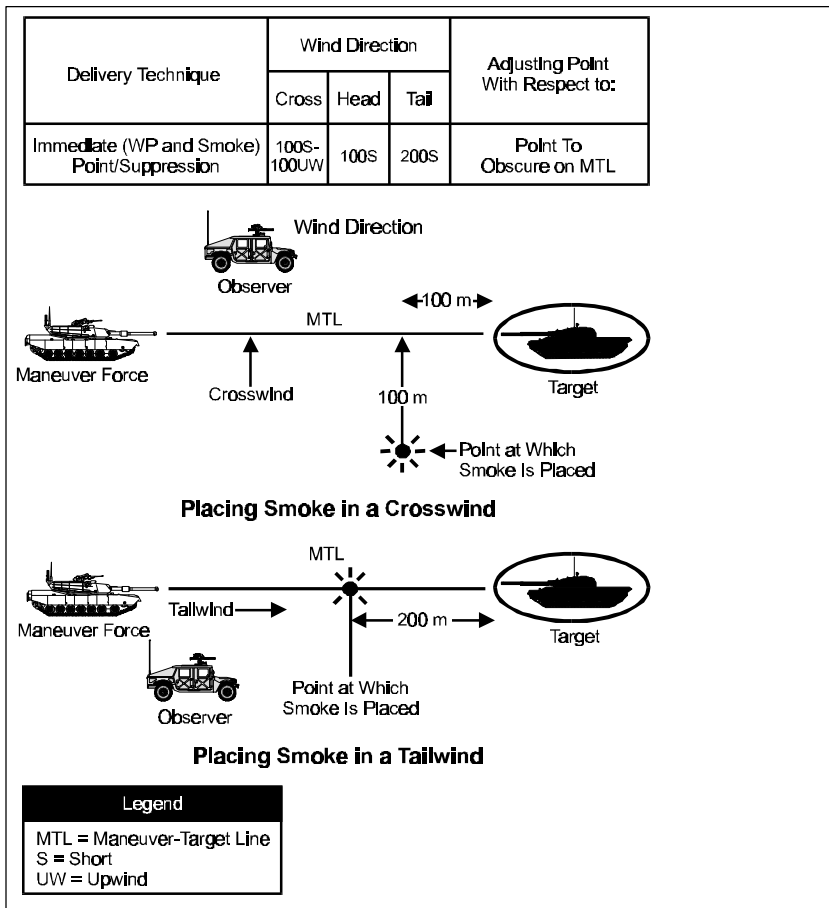 Delivery Technique
Wind Direction
Adjusting Point
With Respect to:
Cross
Head
Tail
Immediate (WP and Smoke)
Point/Suppression
100S-
100UW
100S
200S
Point To
Obscure on MTL
Wind Direction
Observer
100 m
MTL
Maneuver Force
Target
Crosswind
100 m
Point at Which
Smoke Is Placed
Placing Smoke in a Crosswind
MTL
Tailwind
200 m
Maneuver Force
Target
Observer
Point at Which
Smoke Is Placed
Placing Smoke in a Tailwind
Legend
MTL = Maneuver-Target Line
S = Short
UW = Upwind